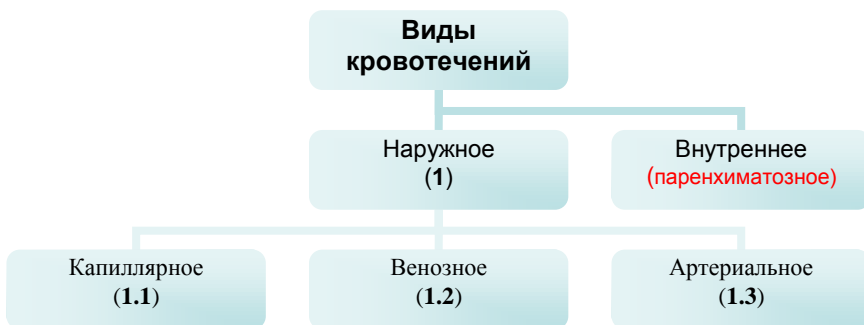 Виды
кровотечений
Наружное
(1)
Внутреннее
(паренхиматозное)
Капиллярное
(1.1)
Венозное
(1.2)
Артериальное
(1.3)